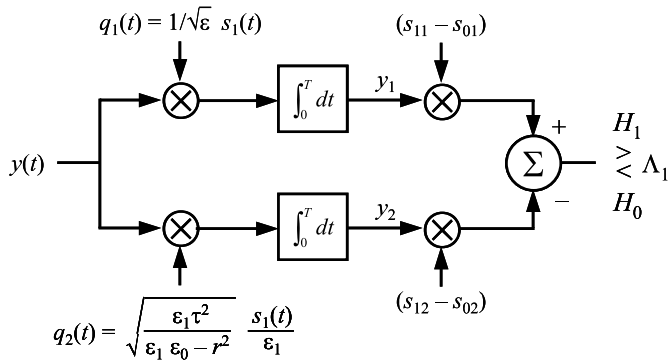 q₁(t) = 1/√ε s₁(t)
(s₁₁ – s₀₁)
∫₀ᵀ dt
y₁
+
H₁
y(t)
Σ
> < Λ₁
∫₀ᵀ dt
y₂
–
H₀
q₂(t) = √(ε₁τ² / ε₁ ε₀ – r²) s₁(t) / ε₁
(s₁₂ – s₀₂)